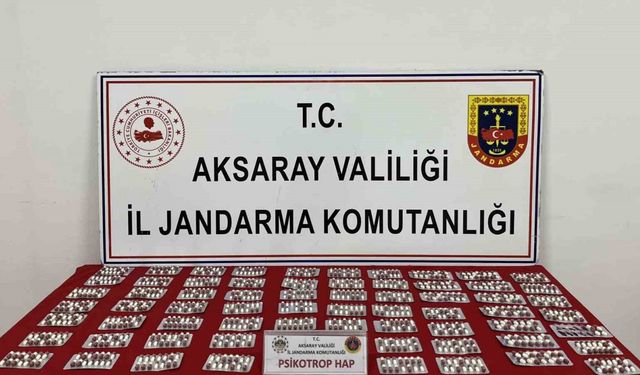 T.C.
AKSARAY VALİLİĞİ
İL JANDARMA KOMUTANLIĞI
JANDARMA
T.C.
AKSARAY VALİLİĞİ
İL JANDARMA KOMUTANLIĞI
PSİKOTROP HAP